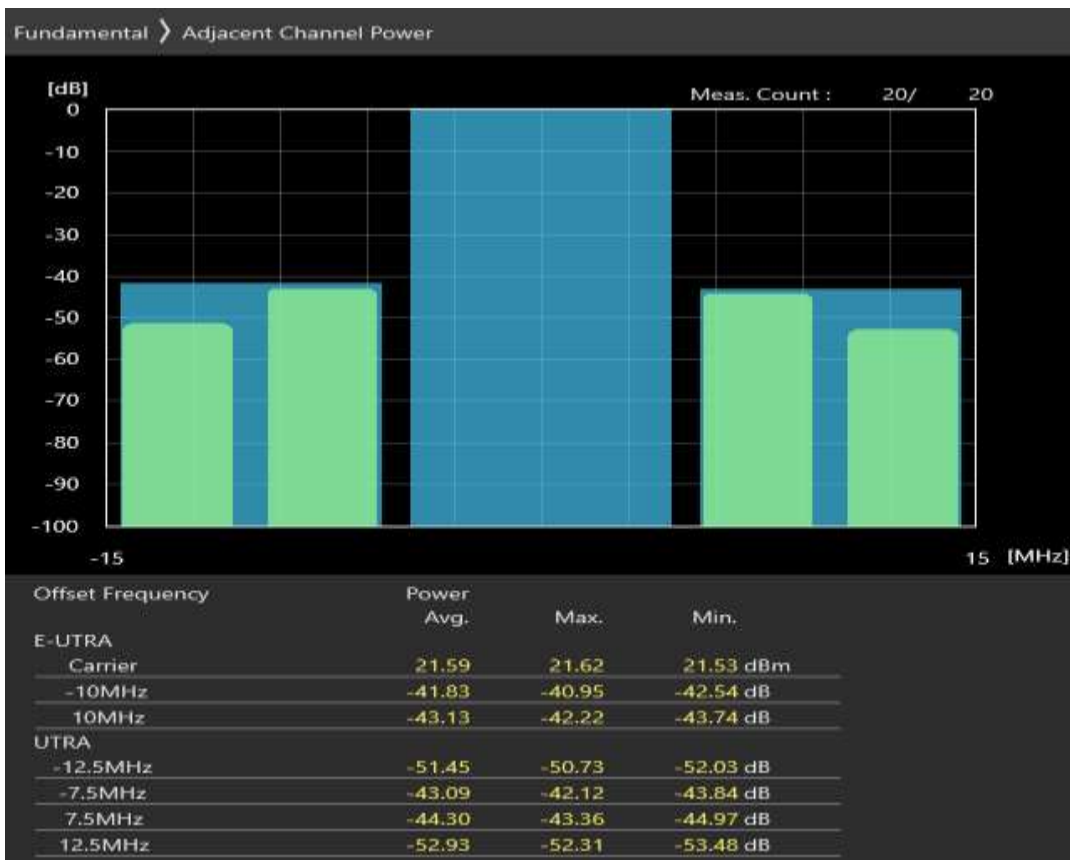 Fundamental ❯ Adjacent Channel Power
[dB]
Meas. Count : 20/ 20
0
-10
-20
-30
-40
-50
-60
-70
-80
-90
-100
-15 15 [MHz]
Offset Frequency Power
Avg. Max. Min.
E-UTRA
Carrier 21.59 21.62 21.53 dBm
-10MHz -41.83 -40.95 -42.54 dB
10MHz -43.13 -42.22 -43.74 dB
UTRA
-12.5MHz -51.45 -50.73 -52.03 dB
-7.5MHz -43.09 -42.12 -43.84 dB
7.5MHz -44.30 -43.36 -44.97 dB
12.5MHz -52.93 -52.31 -53.48 dB